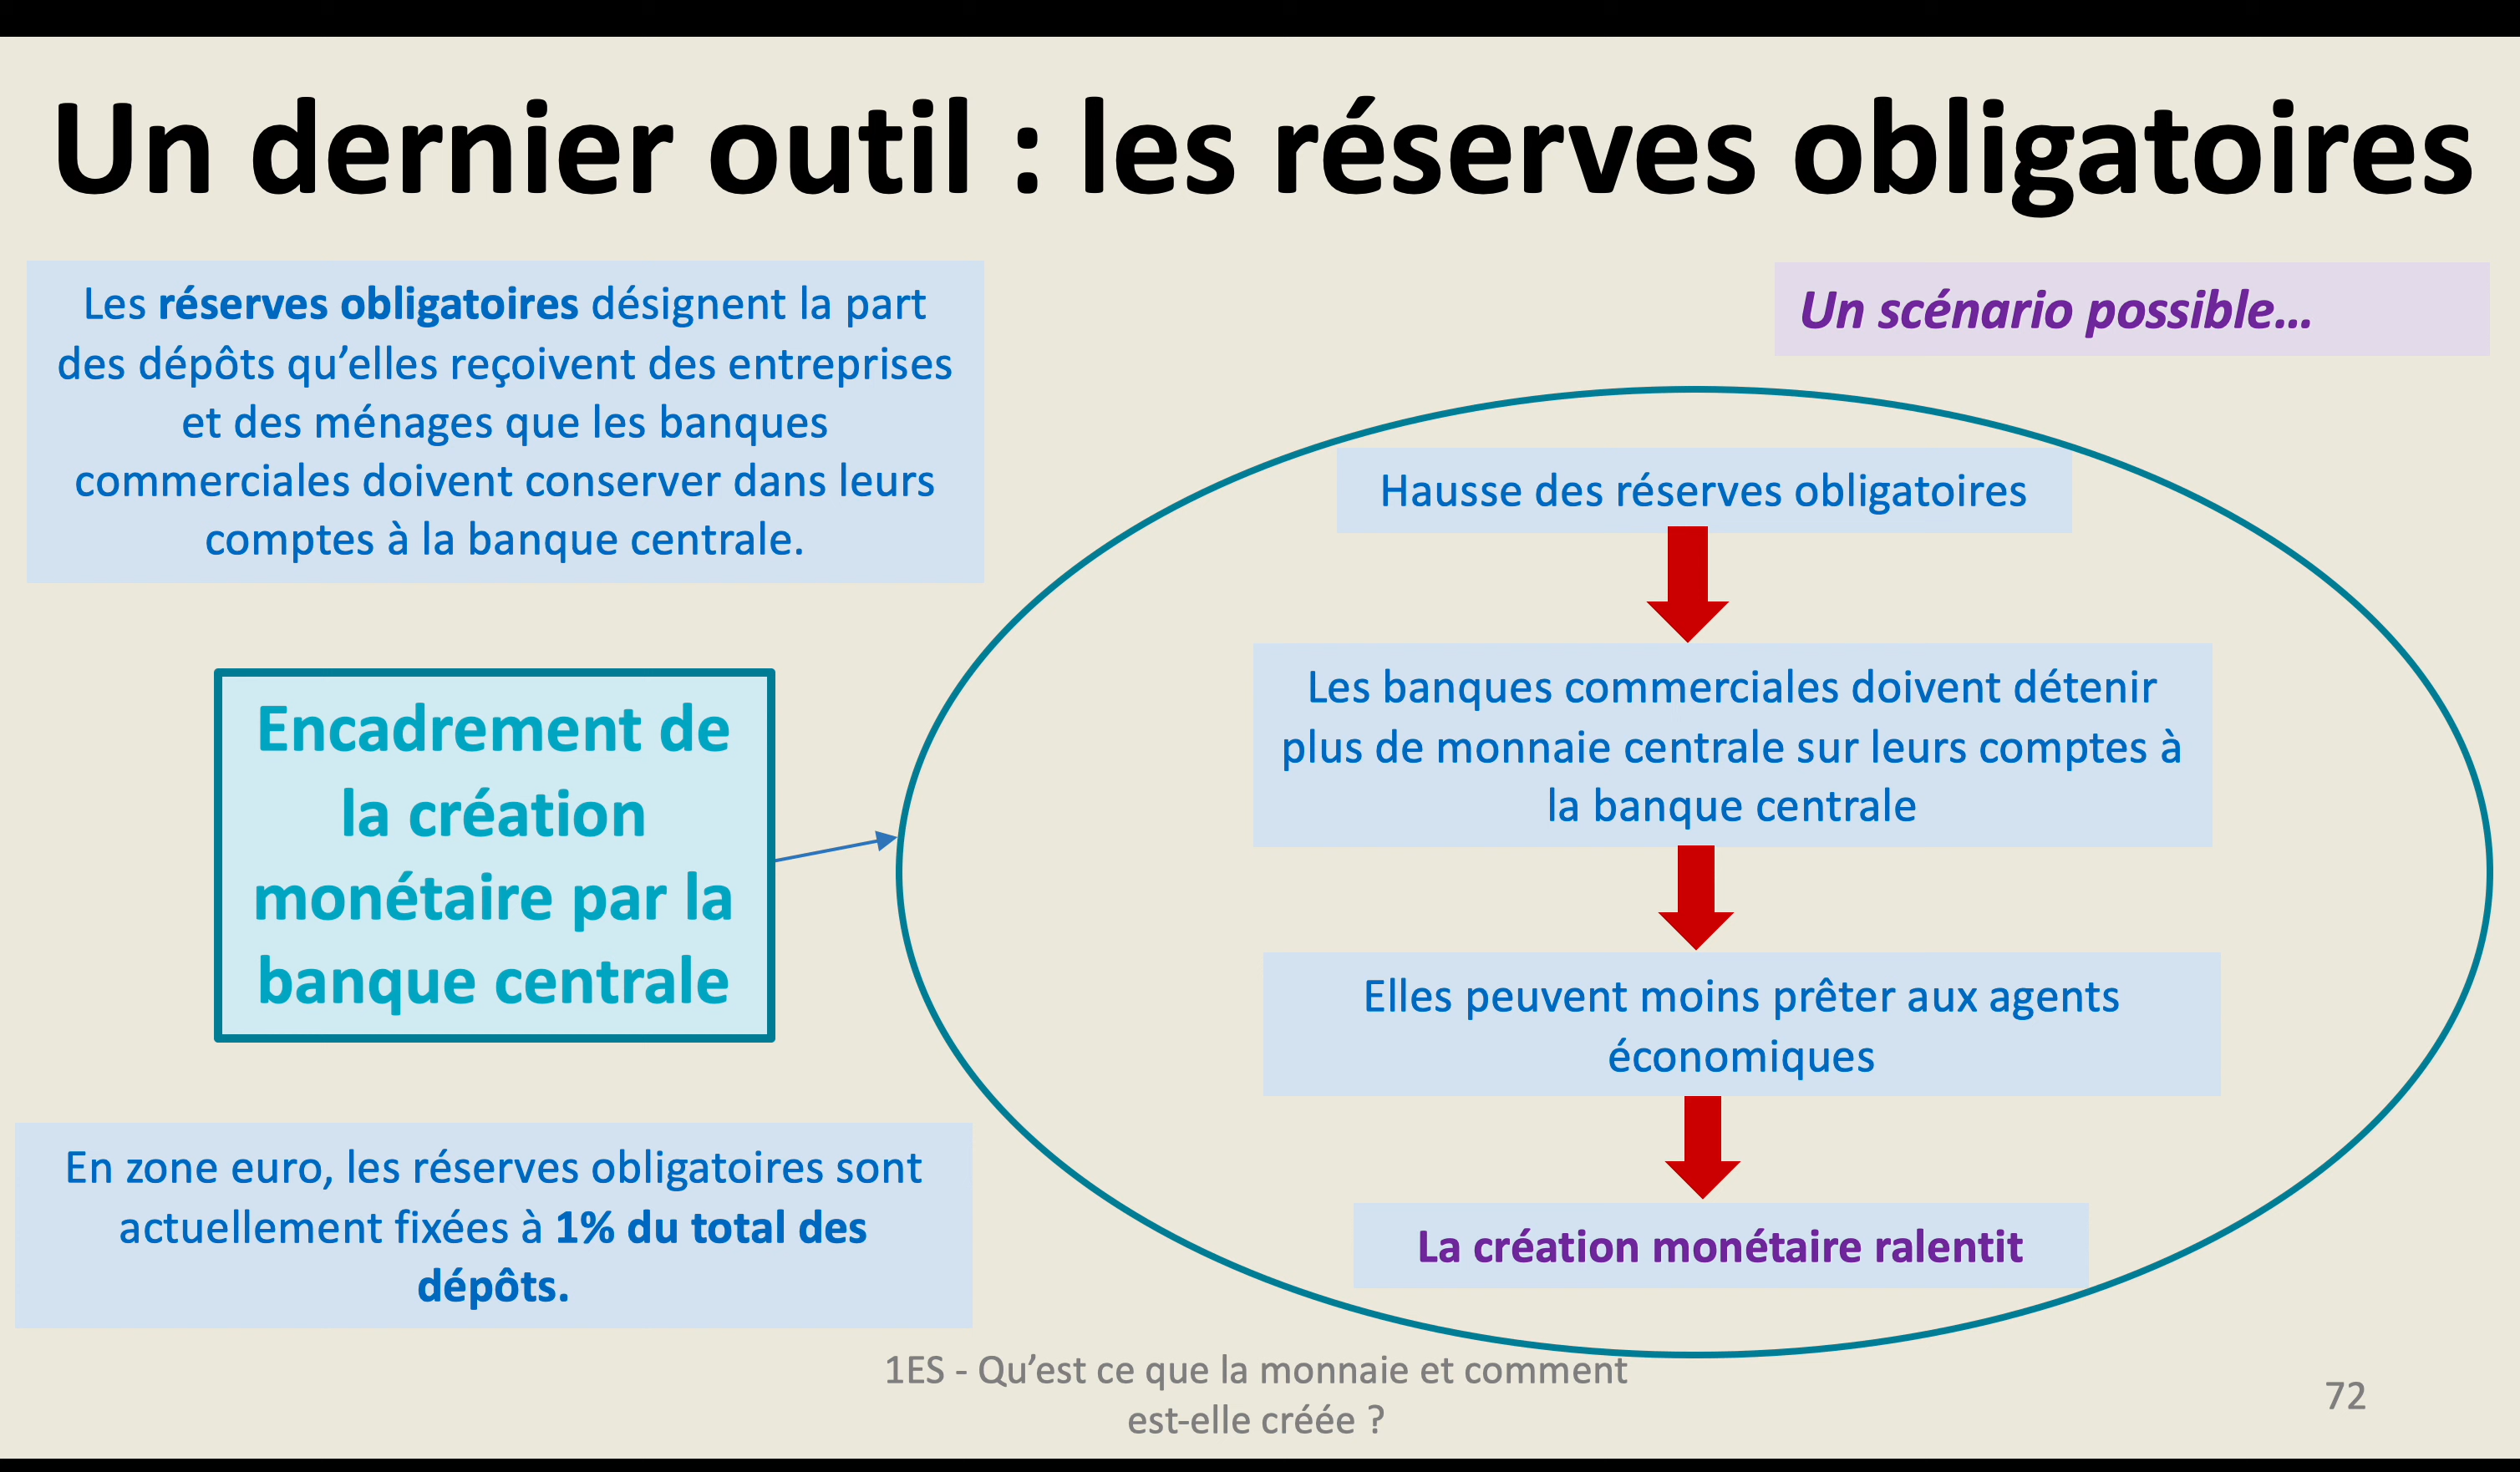 Un dernier outil : les réserves obligatoires
Les réserves obligatoires désignent la part
des dépôts qu’elles reçoivent des entreprises
et des ménages que les banques
commerciales doivent conserver dans leurs
comptes à la banque centrale.
Un scénario possible…
Hausse des réserves obligatoires
Les banques commerciales doivent détenir
plus de monnaie centrale sur leurs comptes à
la banque centrale
Elles peuvent moins prêter aux agents
économiques
La création monétaire ralentit
Encadrement de
la création
monétaire par la
banque centrale
En zone euro, les réserves obligatoires sont
actuellement fixées à 1% du total des
dépôts.
1ES - Qu’est ce que la monnaie et comment
est-elle créée ?
72